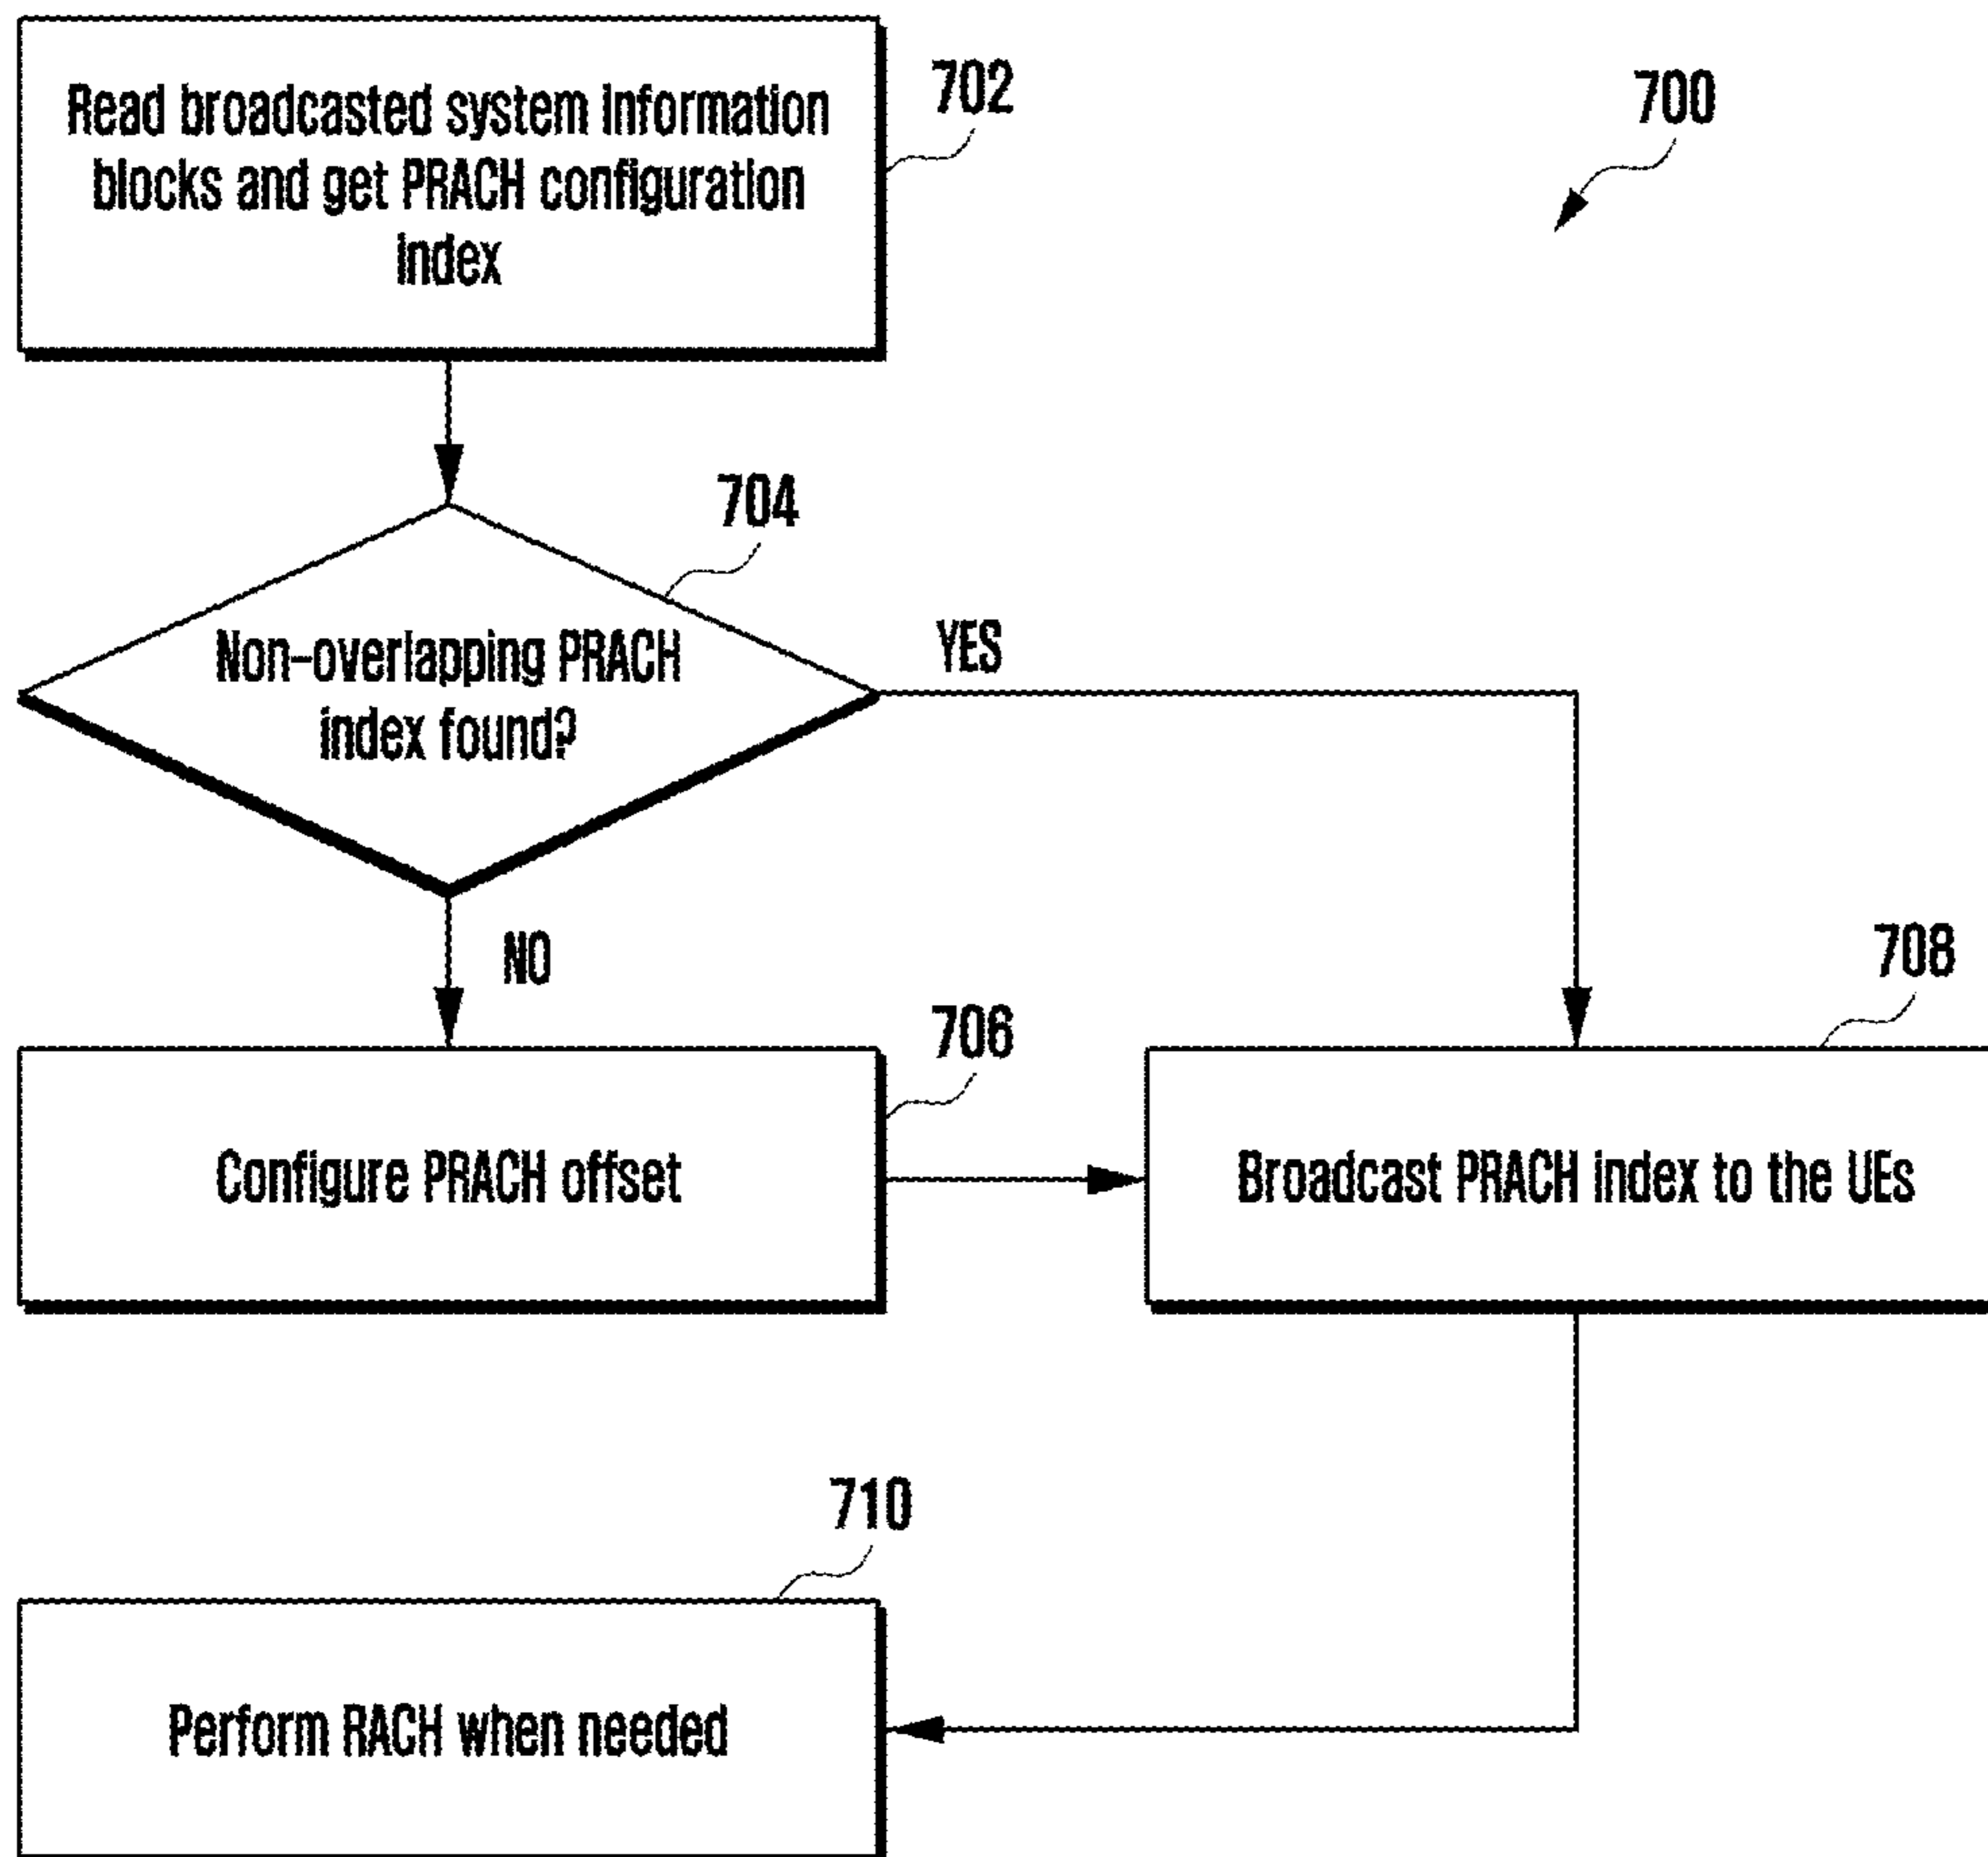 Read broadcasted system information
blocks and get PRACH configuration
index
702
700
704
Non-overlapping PRACH
index found?
YES
NO
706
708
Configure PRACH offset
Broadcast PRACH index to the UEs
710
Perform RACH when needed